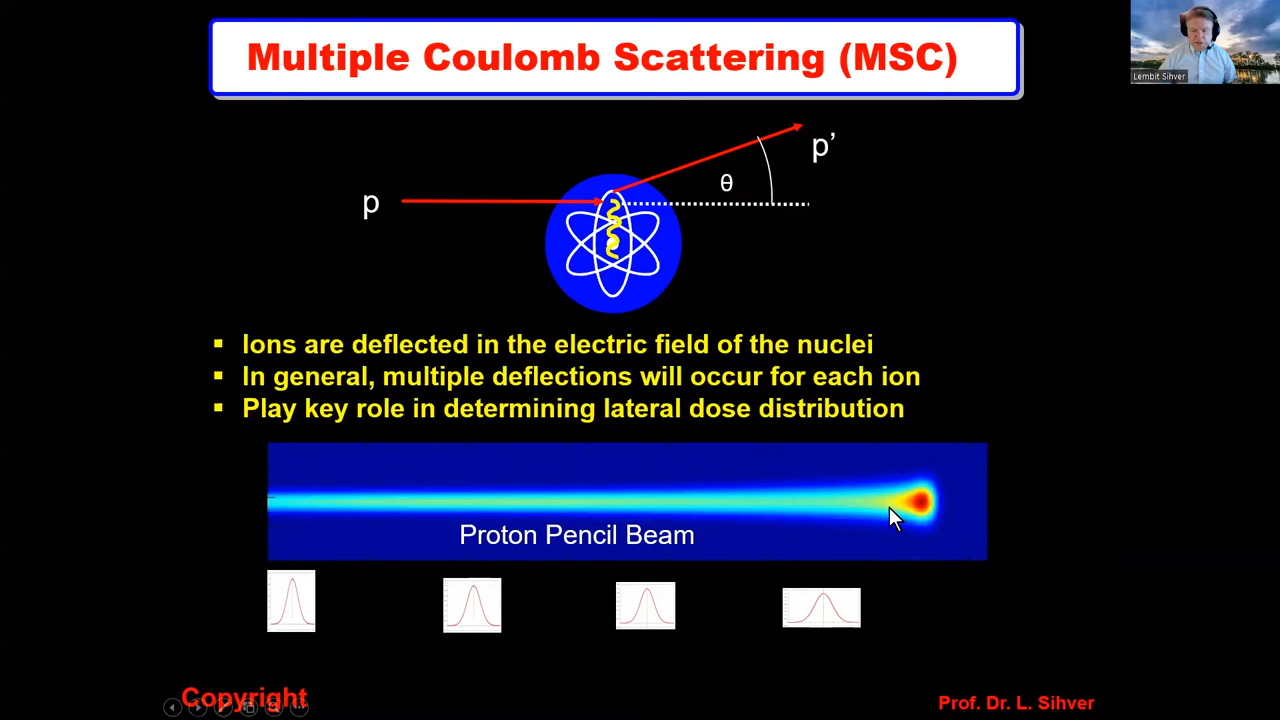 Multiple Coulomb Scattering (MSC)
Lembit Sihver
p’
θ
p
Ions are deflected in the electric field of the nuclei
In general, multiple deflections will occur for each ion
Play key role in determining lateral dose distribution
Proton Pencil Beam
Copyright
Prof. Dr. L. Sihver